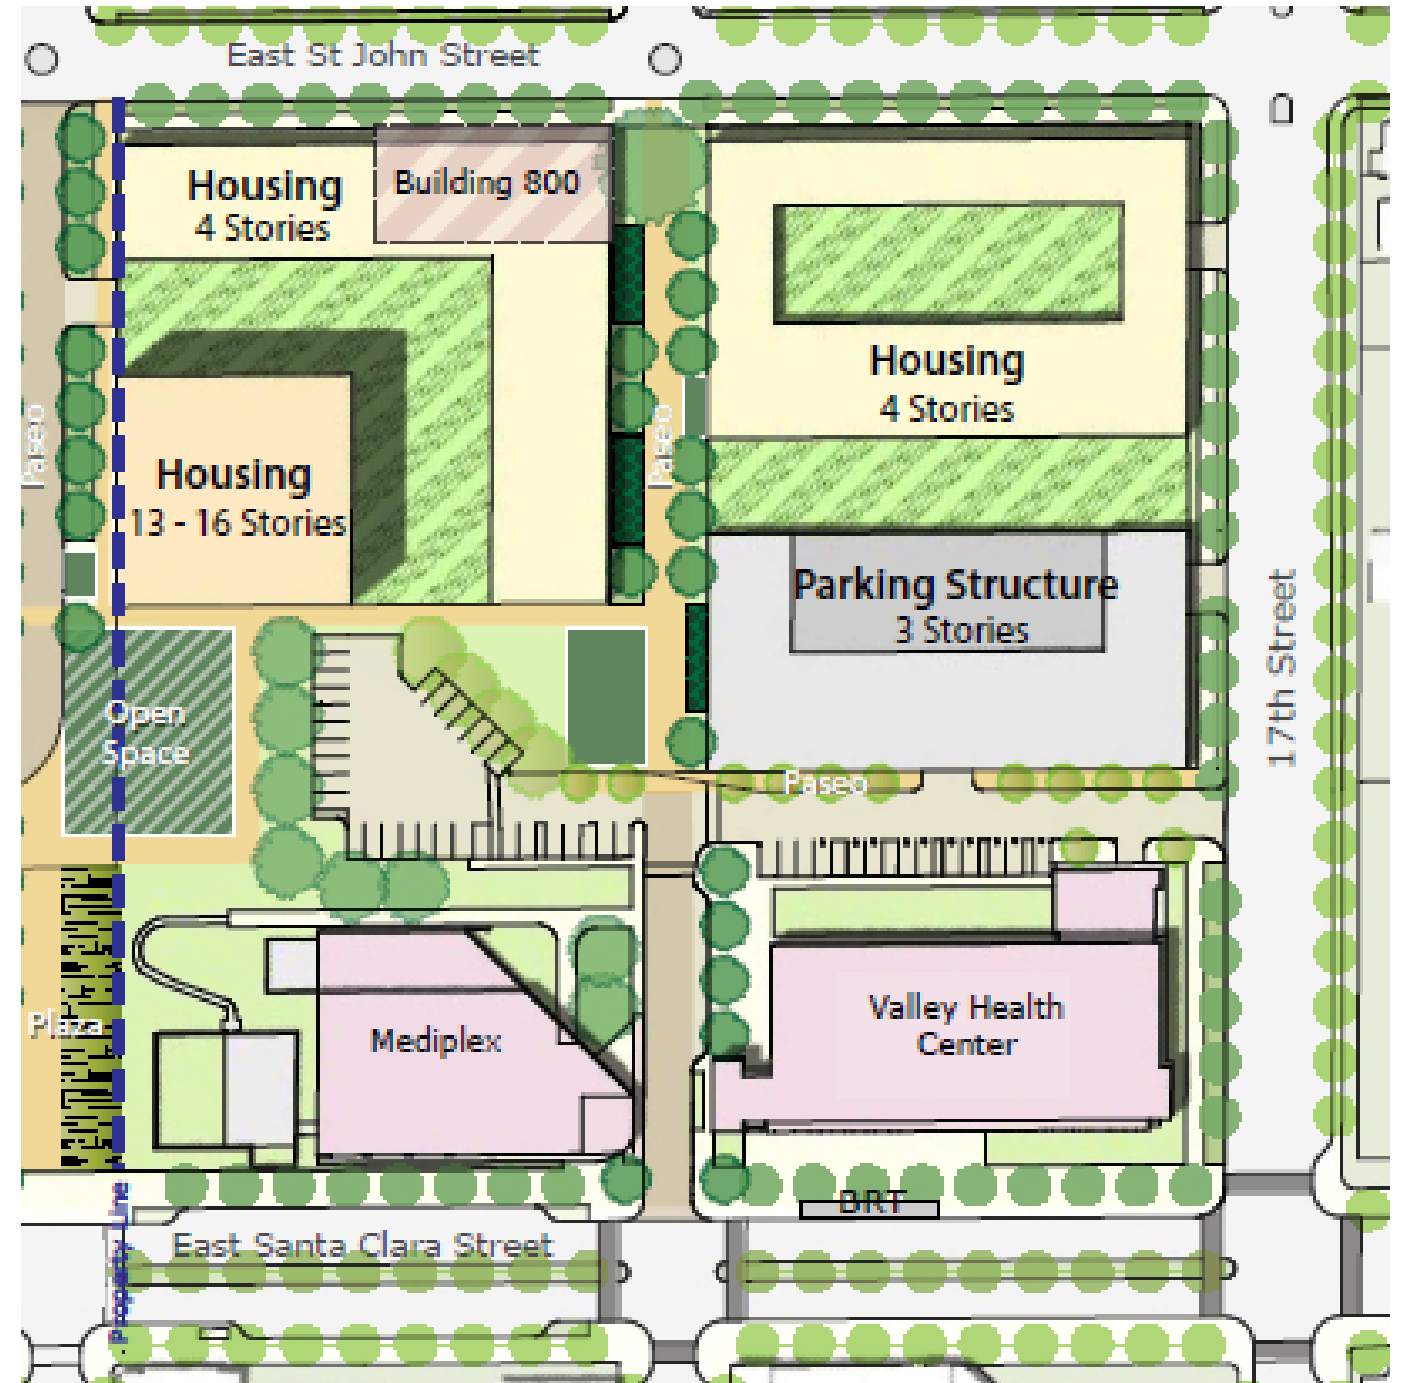 East St John Street
Housing
4 Stories
Building 800
Housing
4 Stories
Paseo
Paseo
Housing
13 - 16 Stories
Parking Structure
3 Stories
17th Street
Open
Space
Paseo
Plaza
Mediplex
Valley Health
Center
BRT
Property Line
East Santa Clara Street